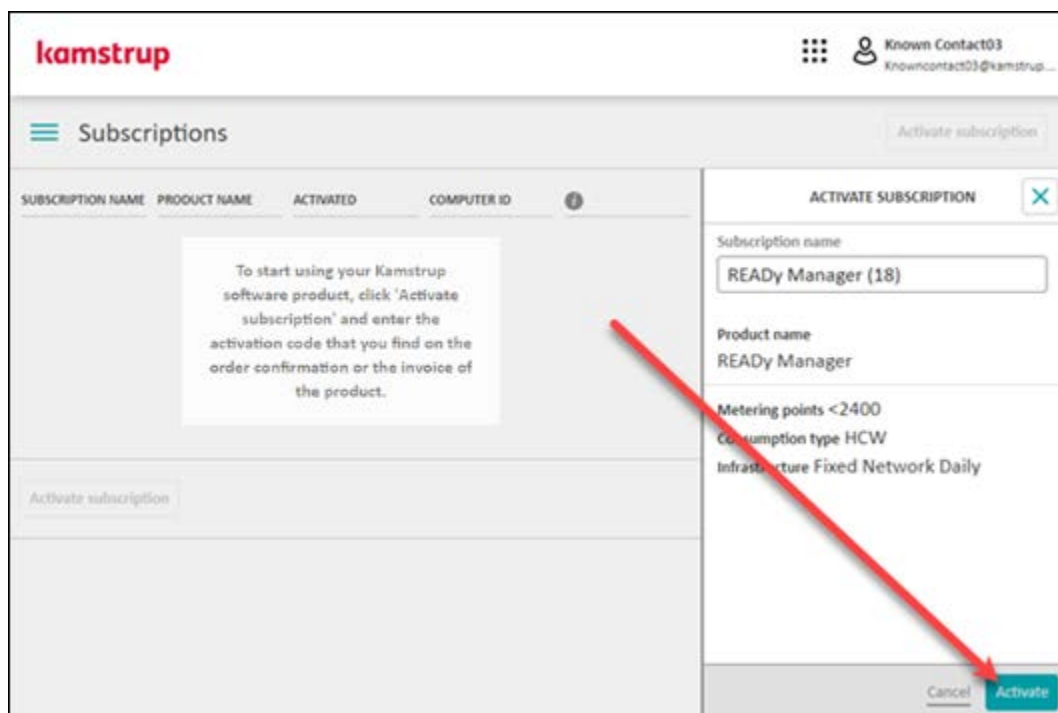 kamstrup
Known Contact03
Knowncontact03@kamstrup...
Subscriptions
Activate subscription
SUBSCRIPTION NAME PRODUCT NAME ACTIVATED COMPUTER ID
To start using your Kamstrup
software product, click 'Activate
subscription' and enter the
activation code that you find on the
order confirmation or the invoice of
the product.
Activate subscription
ACTIVATE SUBSCRIPTION
Subscription name
READy Manager (18)
Product name
READy Manager
Metering points <2400
Consumption type HCW
Infrastructure Fixed Network Daily
Cancel Activate